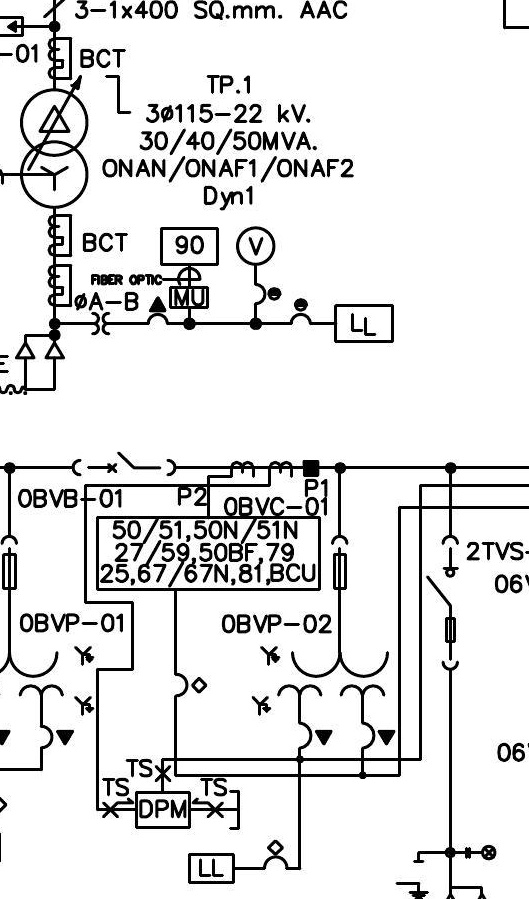 3-1x400 SQ.mm. AAC
-01
BCT
TP.1
3ø115-22 kV.
30/40/50MVA.
ONAN/ONAF1/ONAF2
Dyn1
BCT
90
V
FIBER OPTIC
MU
øA-B
LL
E
0BVB-01
P2
P1
0BVC-01
50/51,50N/51N
27/59,50BF,79
25,67/67N,81,BCU
2TVS-
06V
0BVP-01
0BVP-02
06
TS
TS
TS
DPM
LL